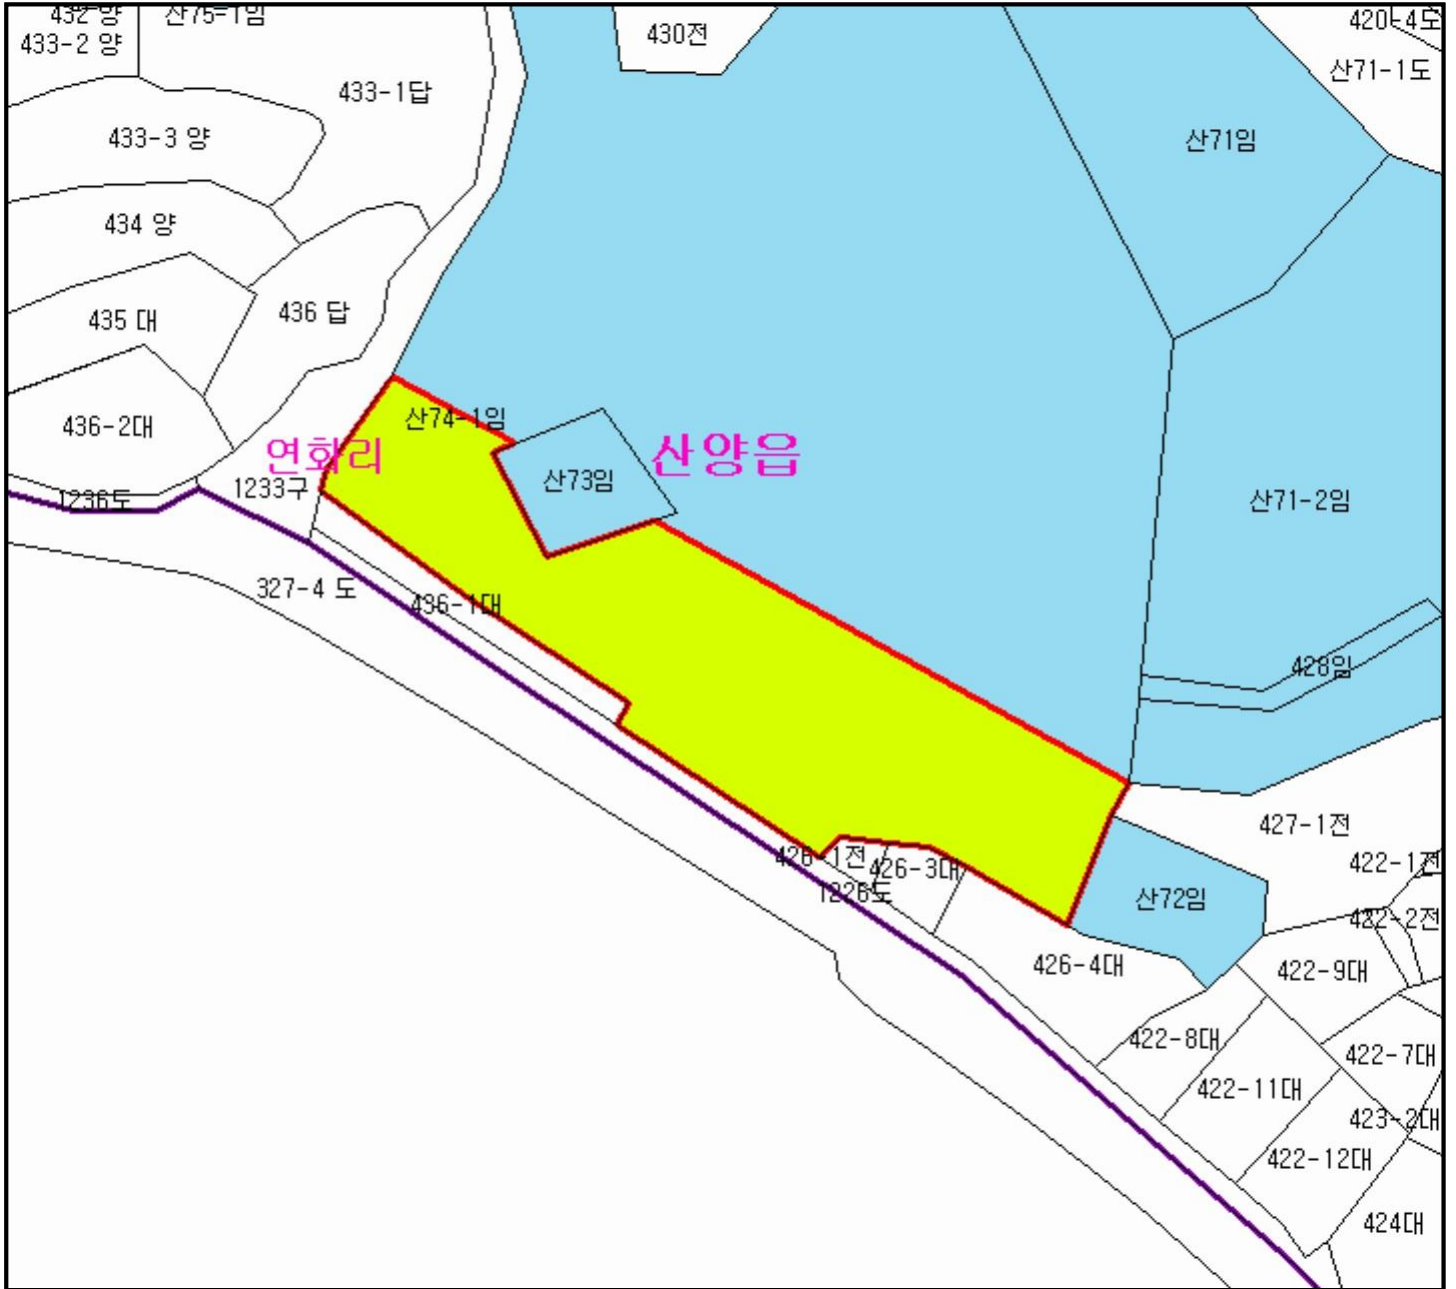 432 양
산75-1임
430전
420-4도
433-2 양
산71-1도
433-1답
433-3 양
산71임
434 양
436 답
435 대
산74-1임
436-2대
연화리
산양읍
산73임
1233구
1236도
산71-2임
327-4 도
436-1대
428임
427-1전
426-1전
426-3대
422-1전
1226도
산72임
422-2전
426-4대
422-9대
422-8대
422-7대
422-11대
423-2대
422-12대
424대